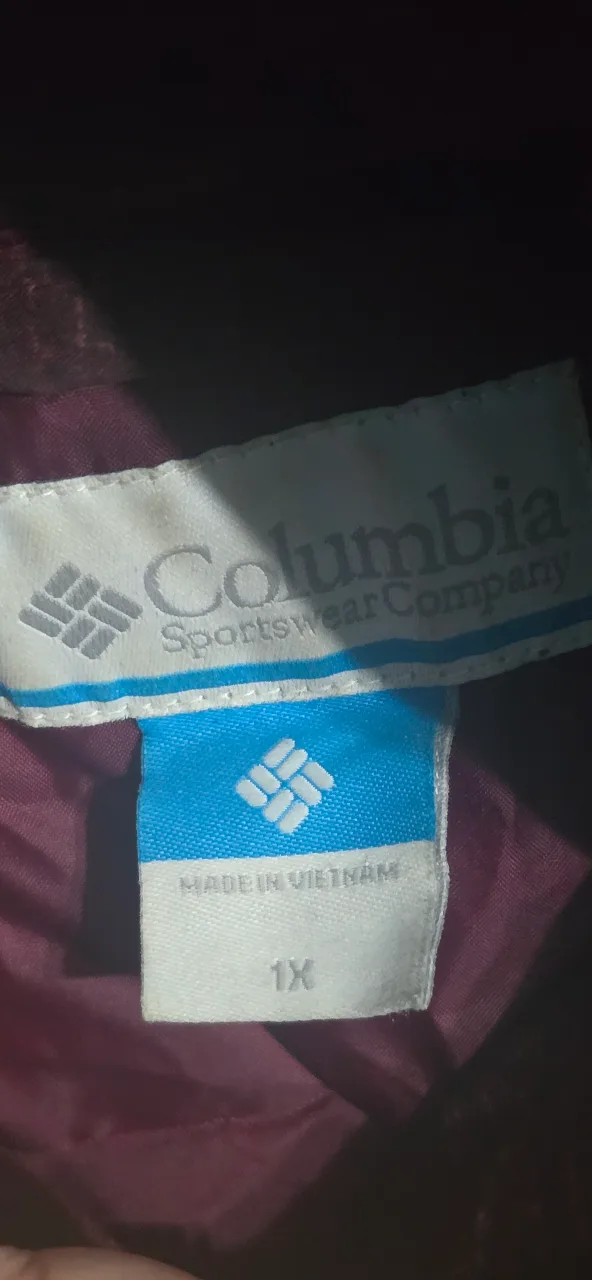 Columbia
Sportswear Company
MADE IN VIETNAM
1X